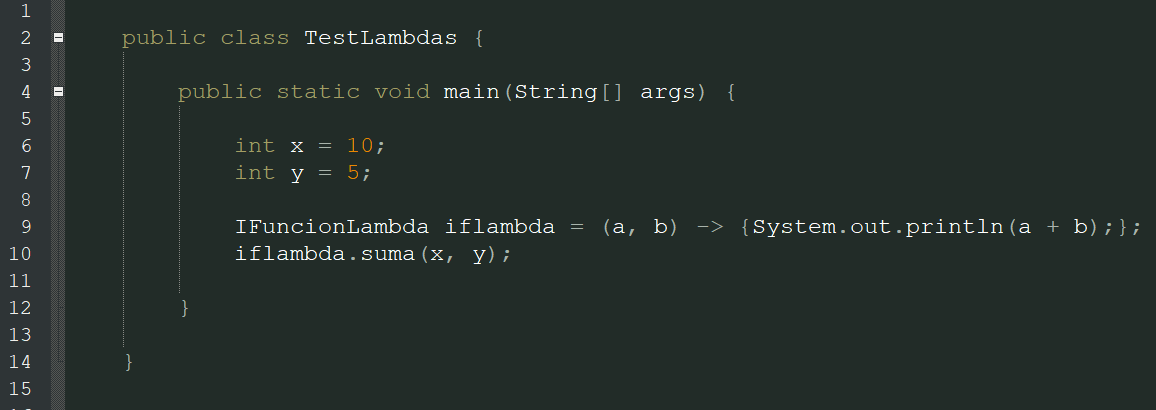 1
2 public class TestLambdas {
3
4 public static void main(String[] args) {
5
6 int x = 10;
7 int y = 5;
8
9 IFuncionLambda iflambda = (a, b) -> {System.out.println(a + b);};
10 iflambda.suma(x, y);
11
12 }
13
14 }
15